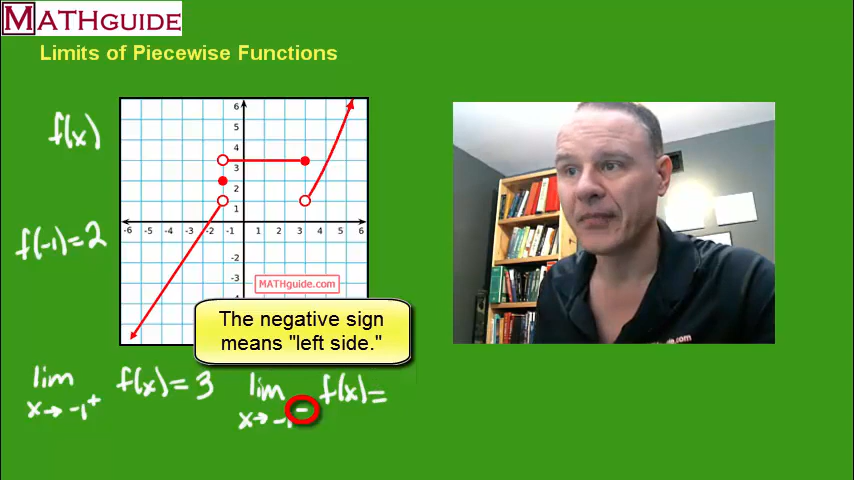 MATHGUIDE
Limits of Piecewise Functions
f(x)
6
5
4
3
2
1
-6 -5 -4 -3 -2 -1 1 2 3 4 5 6
-2
-3
MATHguide.com
f(-1)=2
The negative sign
means "left side."
lim f(x)=3 lim f(x)=
x→-1⁺ x→-1⁻